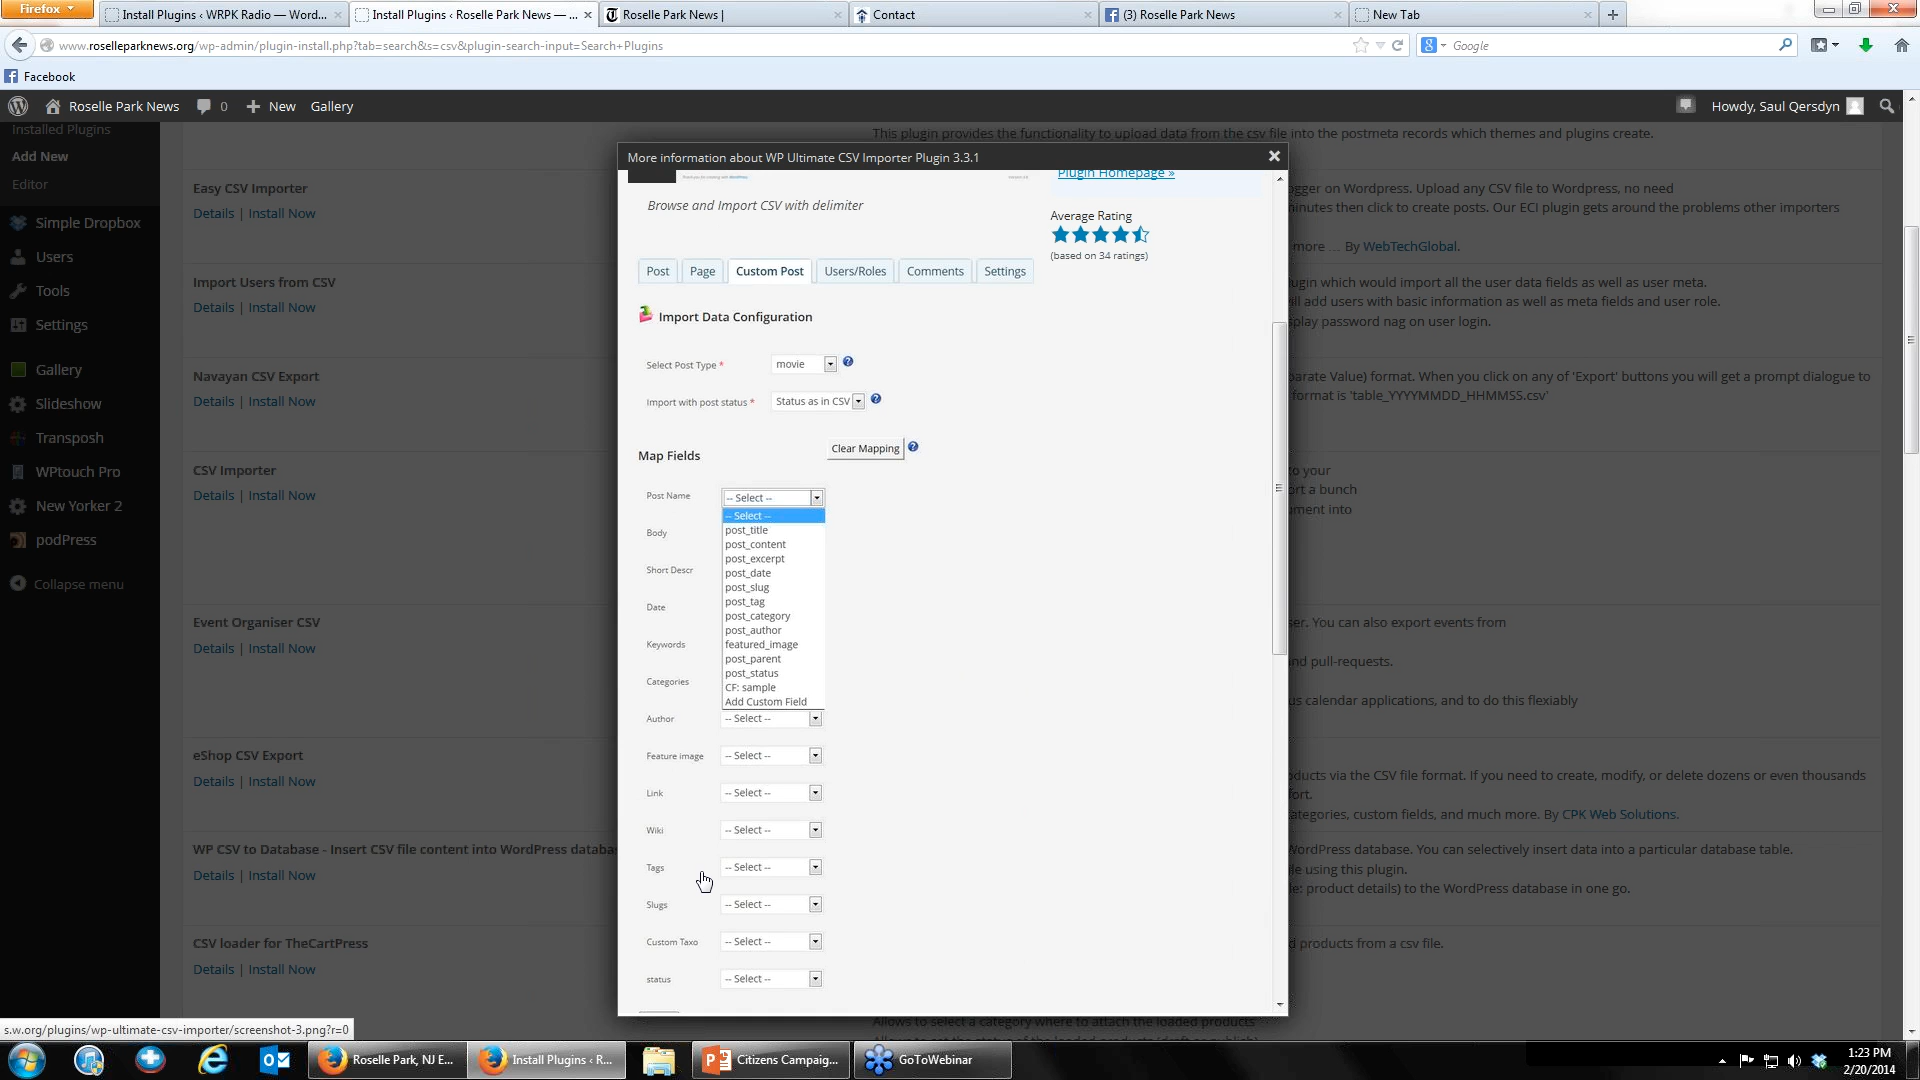 Firefox
Install Plugins ‹ WRPK Radio — Word...
Install Plugins ‹ Roselle Park News — ...
Roselle Park News |
Contact
(3) Roselle Park News
New Tab
www.roselleparknews.org/wp-admin/plugin-install.php?tab=search&s=csv&plugin-search-input=Search+Plugins
Google
Facebook
Roselle Park News
0
New
Gallery
Howdy, Saul Qersdyn
Installed Plugins
Add New
Editor
Simple Dropbox
Users
Tools
Settings
Gallery
Slideshow
Transposh
WPtouch Pro
New Yorker 2
podPress
Collapse menu
This plugin provides the functionality to upload data from the csv file into the postmeta records which themes and plugins create.
Easy CSV Importer
Details | Install Now
ogger on Wordpress. Upload any CSV file to Wordpress, no need
minutes then click to create posts. Our ECI plugin gets around the problems other importers
more … By WebTechGlobal.
Import Users from CSV
Details | Install Now
lugin which would import all the user data fields as well as user meta.
ill add users with basic information as well as meta fields and user role.
splay password nag on user login.
Navayan CSV Export
Details | Install Now
parate Value) format. When you click on any of 'Export' buttons you will get a prompt dialogue to
format is 'table_YYYYMMDD_HHMMSS.csv'
CSV Importer
Details | Install Now
to your
ort a bunch
ument into
Event Organiser CSV
Details | Install Now
ser. You can also export events from
and pull-requests.
us calendar applications, and to do this flexiably
eShop CSV Export
Details | Install Now
oducts via the CSV file format. If you need to create, modify, or delete dozens or even thousands
fort.
ategories, custom fields, and much more. By CPK Web Solutions.
WP CSV to Database - Insert CSV file content into WordPress databa
Details | Install Now
WordPress database. You can selectively insert data into a particular database table.
le using this plugin.
le: product details) to the WordPress database in one go.
CSV loader for TheCartPress
Details | Install Now
d products from a csv file.
Allows to select a category where to attach the loaded products
More information about WP Ultimate CSV Importer Plugin 3.3.1
Plugin Homepage »
Browse and Import CSV with delimiter
Average Rating
(based on 34 ratings)
Post
Page
Custom Post
Users/Roles
Comments
Settings
Import Data Configuration
Select Post Type * movie
Import with post status * Status as in CSV
Map Fields
Clear Mapping
Post Name -- Select --
-- Select --
post_title
post_content
post_excerpt
post_date
post_slug
post_tag
post_category
post_author
featured_image
post_parent
post_status
CF: sample
Add Custom Field
Body
Short Descr
Date
Keywords
Categories
Author -- Select --
Feature image -- Select --
Link -- Select --
Wiki -- Select --
Tags -- Select --
Slugs -- Select --
Custom Taxo -- Select --
status -- Select --
s.w.org/plugins/wp-ultimate-csv-importer/screenshot-3.png?r=0
Roselle Park, NJ E...
Install Plugins ‹ R...
Citizens Campaig...
GoToWebinar
1:23 PM
2/20/2014